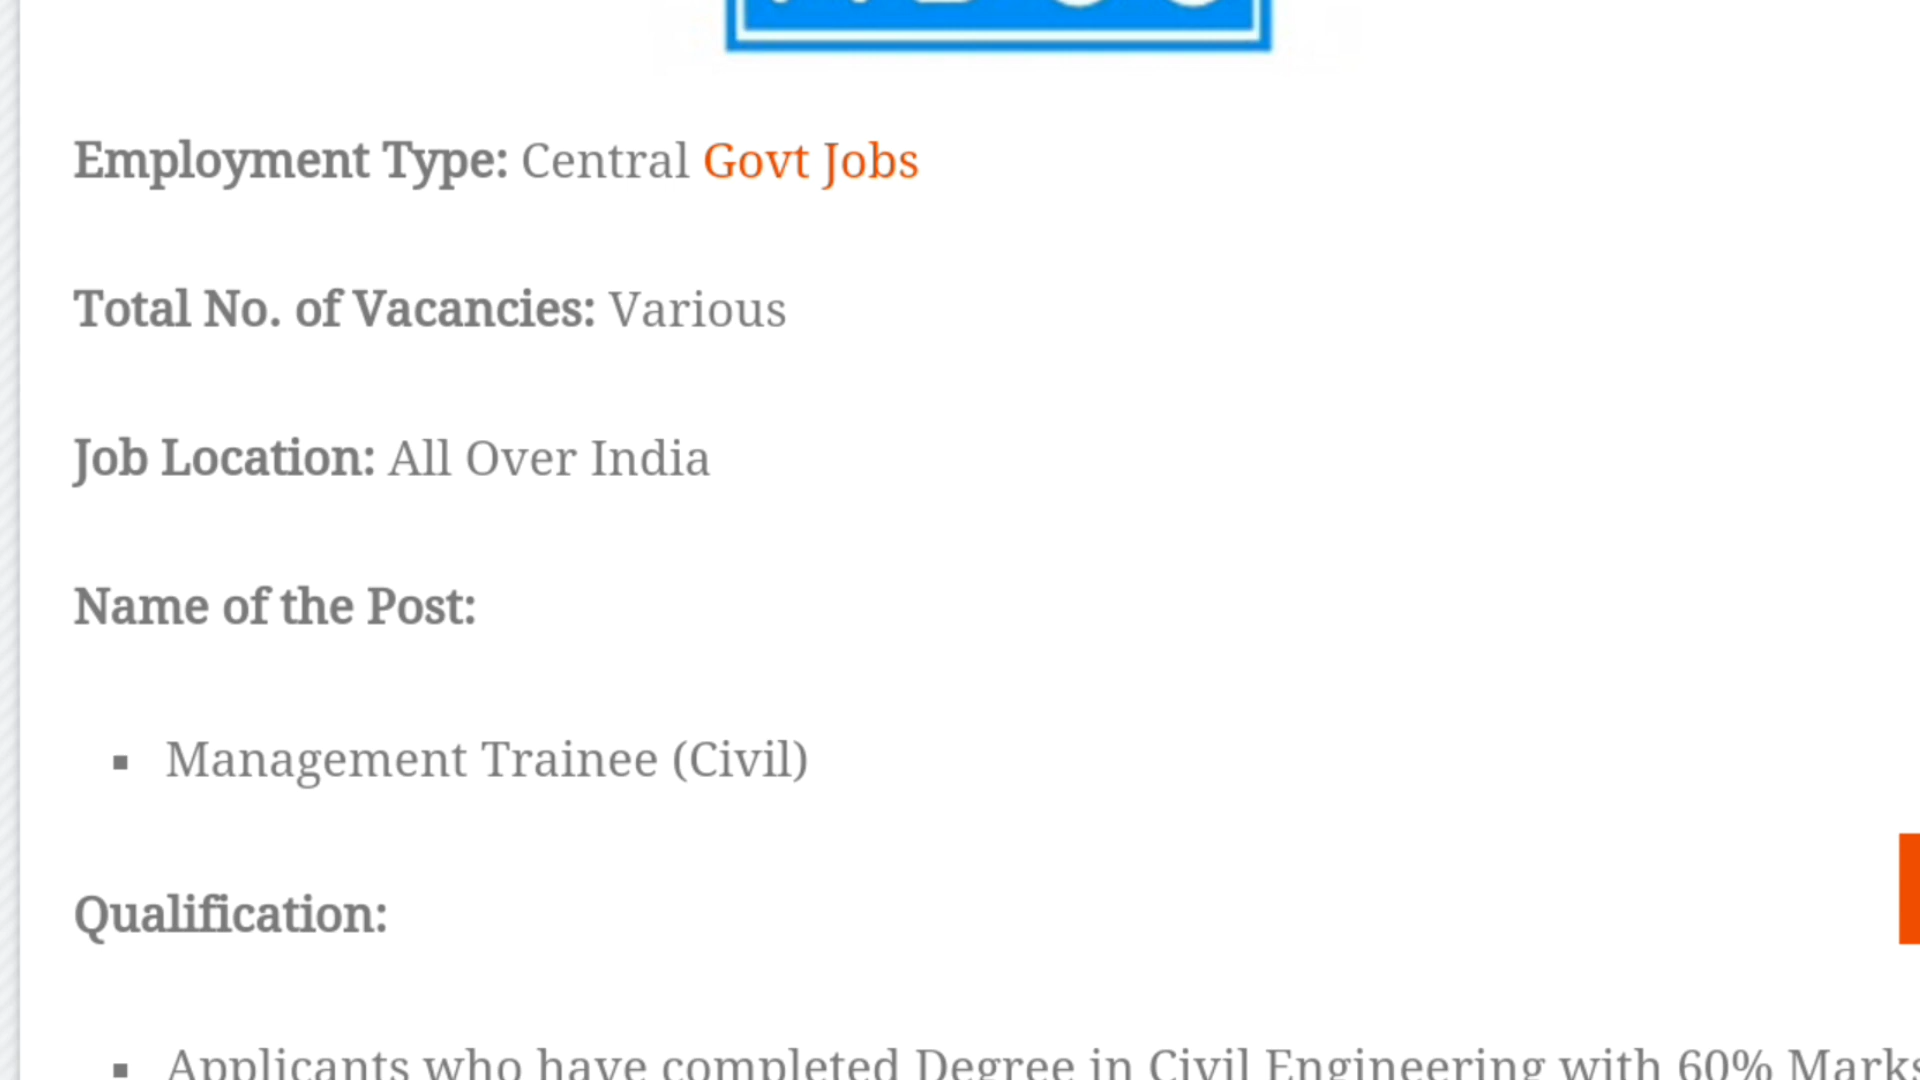 Employment Type: Central Govt Jobs
Total No. of Vacancies: Various
Job Location: All Over India
Name of the Post:
▪ Management Trainee (Civil)
Qualification:
▪ Applicants who have completed Degree in Civil Engineering with 60% Marks